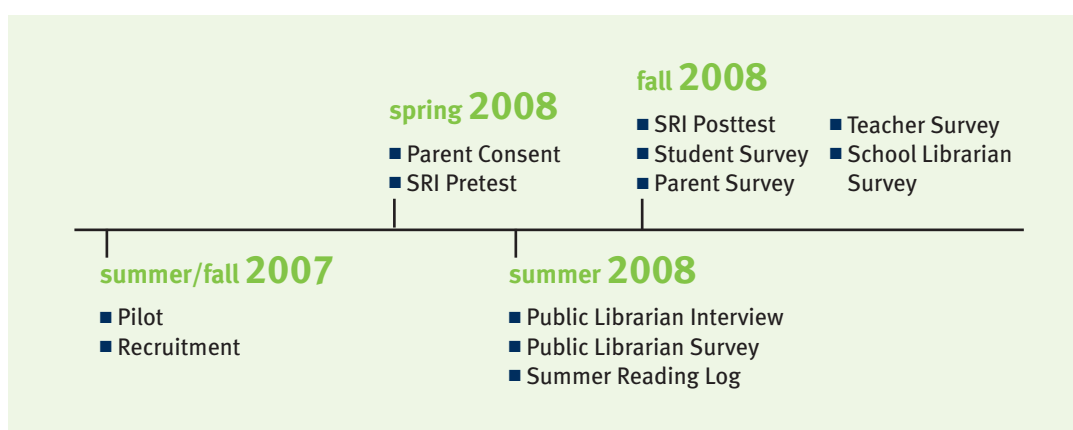 fall 2008
■ SRI Posttest
■ Student Survey
■ Parent Survey
■ Teacher Survey
■ School Librarian
Survey
spring 2008
■ Parent Consent
■ SRI Pretest
summer/fall 2007
■ Pilot
■ Recruitment
summer 2008
■ Public Librarian Interview
■ Public Librarian Survey
■ Summer Reading Log